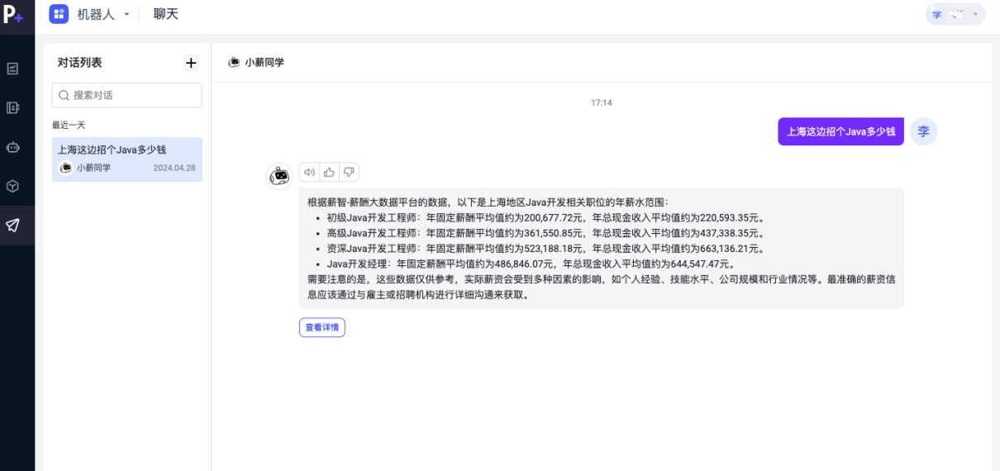 P+
机器人
聊天
李
对话列表
+
小薪同学
搜索对话
最近一天
上海这边招个Java多少钱
小薪同学
2024.04.28
17:14
上海这边招个Java多少钱
李
根据薪智-薪酬大数据平台的数据，以下是上海地区Java开发相关职位的年薪水范围：
• 初级Java开发工程师：年固定薪酬平均值约为200,677.72元，年总现金收入平均值约为220,593.35元。
• 高级Java开发工程师：年固定薪酬平均值约为361,550.85元，年总现金收入平均值约为437,338.35元。
• 资深Java开发工程师：年固定薪酬平均值约为523,188.18元，年总现金收入平均值约为663,136.21元。
• Java开发经理：年固定薪酬平均值约为486,846.07元，年总现金收入平均值约为644,547.47元。
需要注意的是，这些数据仅供参考，实际薪资会受到多种因素的影响，如个人经验、技能水平、公司规模和行业情况等。最准确的薪资信
息应该通过与雇主或招聘机构进行详细沟通来获取。
查看详情